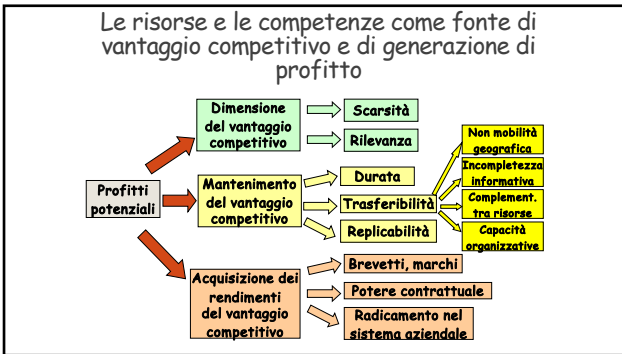 Le risorse e le competenze come fonte di
vantaggio competitivo e di generazione di
profitto
Profitti
potenziali
Dimensione
del vantaggio
competitivo
Scarsità
Rilevanza
Mantenimento
del vantaggio
competitivo
Durata
Trasferibilità
Replicabilità
Non mobilità
geografica
Incompletezza
informativa
Complement.
tra risorse
Capacità
organizzative
Acquisizione dei
rendimenti
del vantaggio
competitivo
Brevetti, marchi
Potere contrattuale
Radicamento nel
sistema aziendale